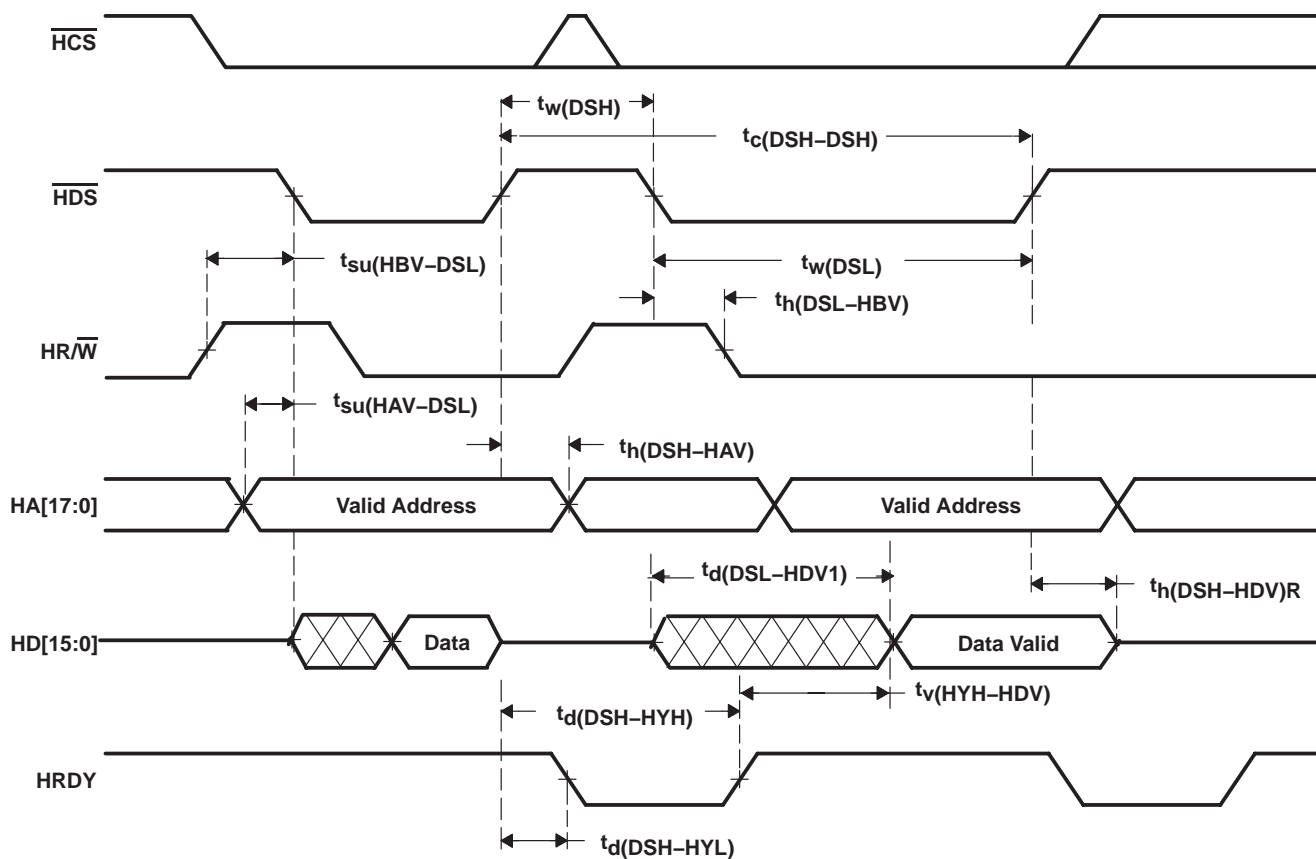 HCS
tw(DSH)
tc(DSH–DSH)
HDS
tsu(HBV–DSL)
tw(DSL)
th(DSL–HBV)
HR/W
tsu(HAV–DSL)
th(DSH–HAV)
HA[17:0]
Valid Address
Valid Address
td(DSL–HDV1)
th(DSH–HDV)R
HD[15:0]
Data
Data Valid
tv(HYH–HDV)
td(DSH–HYH)
HRDY
td(DSH–HYL)